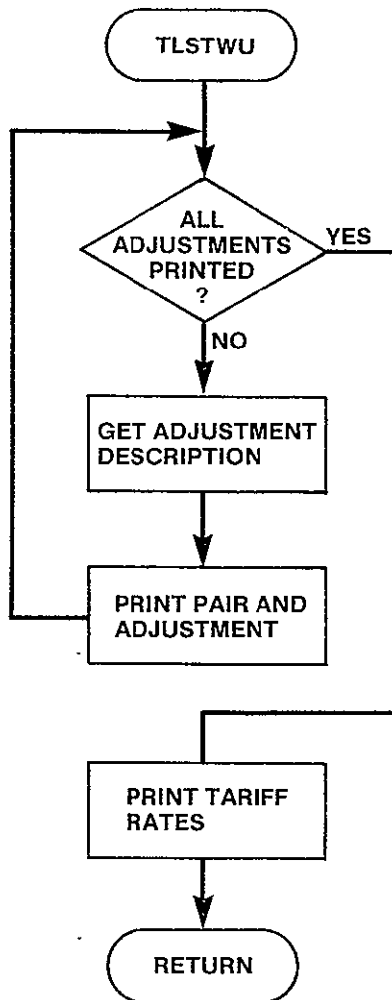 TLSTWU
ALL
ADJUSTMENTS
PRINTED
?
YES
NO
GET ADJUSTMENT
DESCRIPTION
PRINT PAIR AND
ADJUSTMENT
PRINT TARIFF
RATES
RETURN